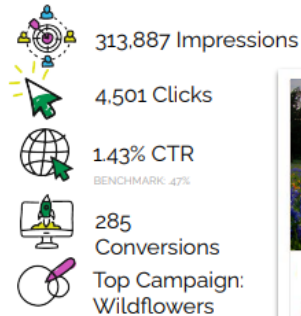 313,887 Impressions
4,501 Clicks
1.43% CTR
BENCHMARK: .47%
285
Conversions
Top Campaign:
Wildflowers